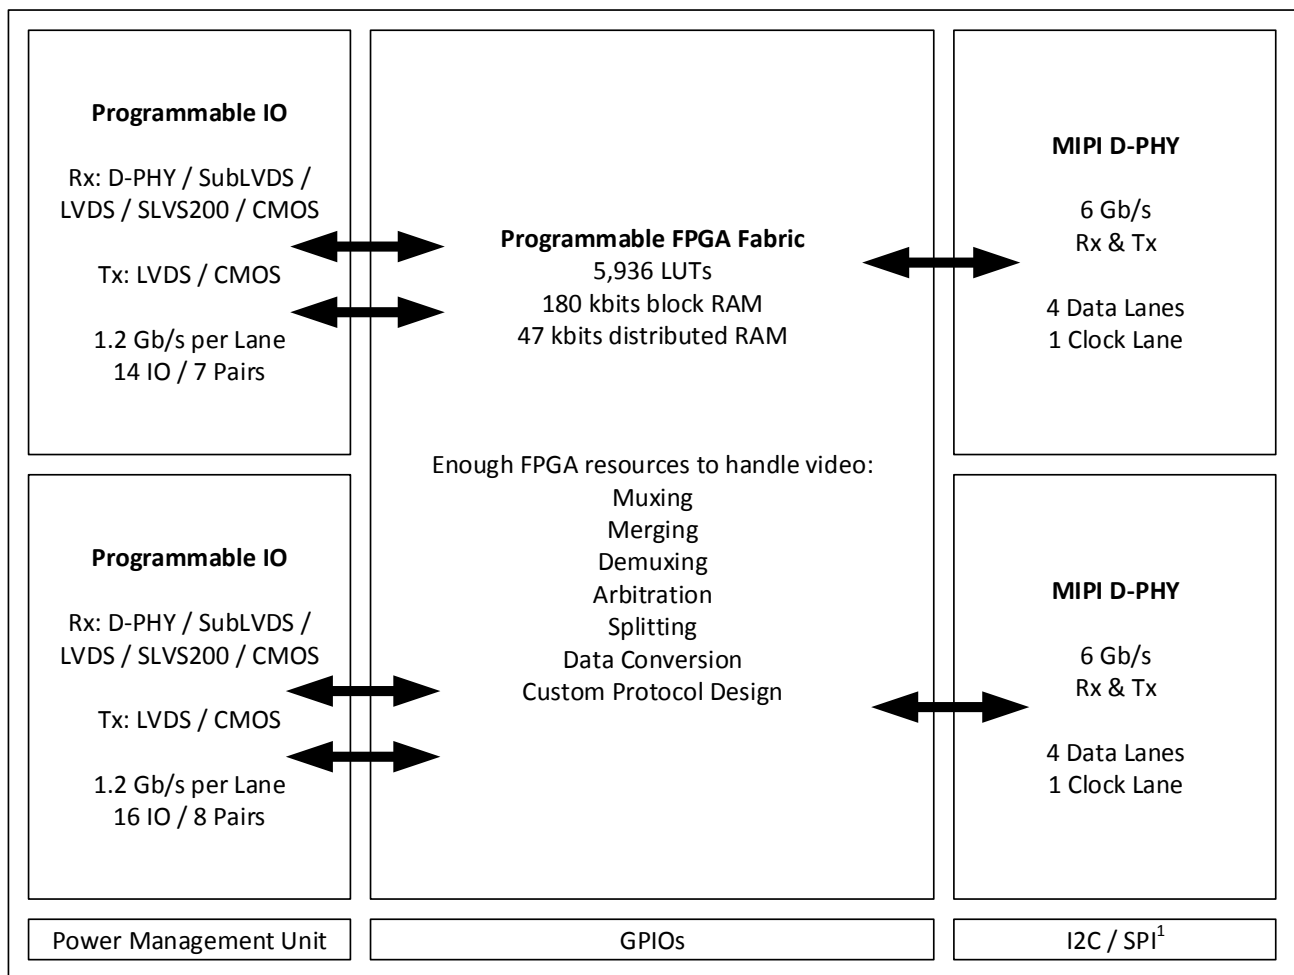 Programmable IO
Rx: D-PHY / SubLVDS /
LVDS / SLVS200 / CMOS
Tx: LVDS / CMOS
1.2 Gb/s per Lane
14 IO / 7 Pairs
Programmable IO
Rx: D-PHY / SubLVDS /
LVDS / SLVS200 / CMOS
Tx: LVDS / CMOS
1.2 Gb/s per Lane
16 IO / 8 Pairs
Programmable FPGA Fabric
5,936 LUTs
180 kbits block RAM
47 kbits distributed RAM
Enough FPGA resources to handle video:
Muxing
Merging
Demuxing
Arbitration
Splitting
Data Conversion
Custom Protocol Design
MIPI D-PHY
6 Gb/s
Rx & Tx
4 Data Lanes
1 Clock Lane
MIPI D-PHY
6 Gb/s
Rx & Tx
4 Data Lanes
1 Clock Lane
Power Management Unit
GPIOs
I2C / SPI¹